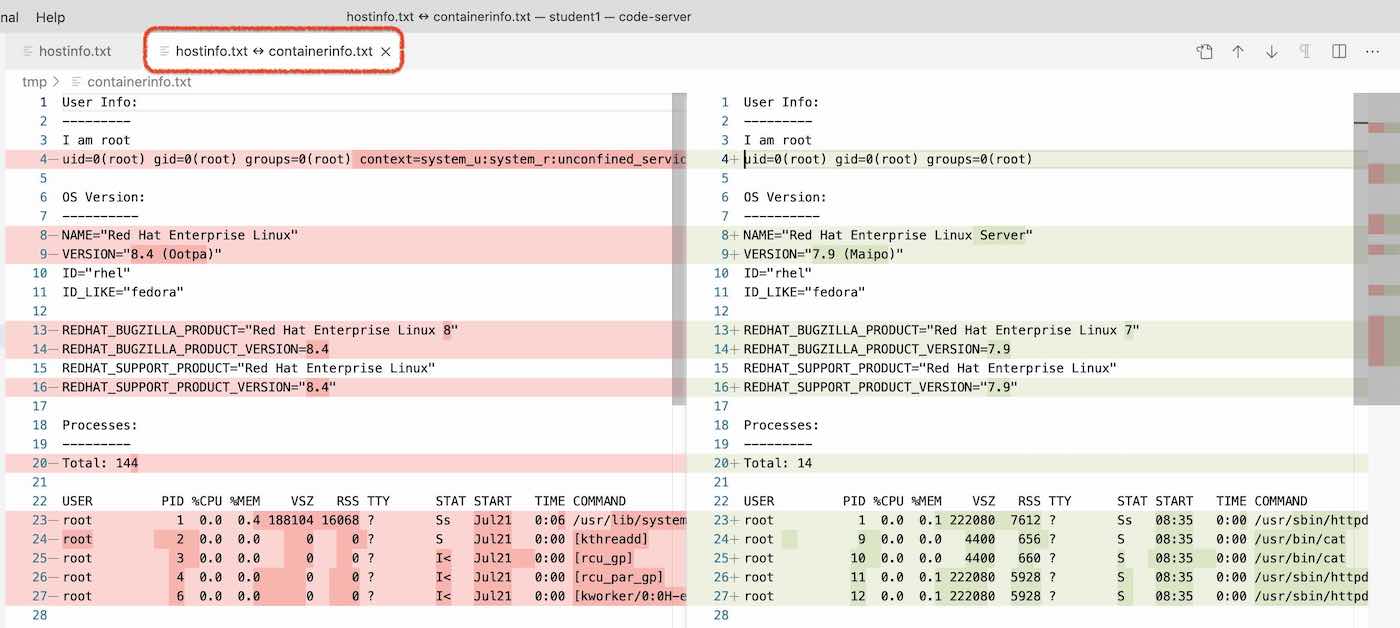 nal Help hostinfo.txt ↔ containerinfo.txt — student1 — code-server
hostinfo.txt hostinfo.txt ↔ containerinfo.txt ×
tmp > containerinfo.txt
1 User Info:
2 ---------
3 I am root
4— uid=0(root) gid=0(root) groups=0(root) context=system_u:system_r:unconfined_servic
5
6 OS Version:
7 ----------
8— NAME="Red Hat Enterprise Linux"
9— VERSION="8.4 (Ootpa)"
10 ID="rhel"
11 ID_LIKE="fedora"
12
13— REDHAT_BUGZILLA_PRODUCT="Red Hat Enterprise Linux 8"
14— REDHAT_BUGZILLA_PRODUCT_VERSION=8.4
15 REDHAT_SUPPORT_PRODUCT="Red Hat Enterprise Linux"
16— REDHAT_SUPPORT_PRODUCT_VERSION="8.4"
17
18 Processes:
19 ---------
20— Total: 144
21
22 USER PID %CPU %MEM VSZ RSS TTY STAT START TIME COMMAND
23— root 1 0.0 0.4 188104 16068 ? Ss Jul21 0:06 /usr/lib/system
24— root 2 0.0 0.0 0 0 ? S Jul21 0:00 [kthreadd]
25— root 3 0.0 0.0 0 0 ? I< Jul21 0:00 [rcu_gp]
26— root 4 0.0 0.0 0 0 ? I< Jul21 0:00 [rcu_par_gp]
27— root 6 0.0 0.0 0 0 ? I< Jul21 0:00 [kworker/0:0H-e
28
1 User Info:
2 ---------
3 I am root
4+ uid=0(root) gid=0(root) groups=0(root)
5
6 OS Version:
7 ----------
8+ NAME="Red Hat Enterprise Linux Server"
9+ VERSION="7.9 (Maipo)"
10 ID="rhel"
11 ID_LIKE="fedora"
12
13+ REDHAT_BUGZILLA_PRODUCT="Red Hat Enterprise Linux 7"
14+ REDHAT_BUGZILLA_PRODUCT_VERSION=7.9
15 REDHAT_SUPPORT_PRODUCT="Red Hat Enterprise Linux"
16+ REDHAT_SUPPORT_PRODUCT_VERSION="7.9"
17
18 Processes:
19 ---------
20+ Total: 14
21
22 USER PID %CPU %MEM VSZ RSS TTY STAT START TIME COMMAND
23+ root 1 0.0 0.1 222080 7612 ? Ss 08:35 0:00 /usr/sbin/httpd
24+ root 9 0.0 0.0 4400 656 ? S 08:35 0:00 /usr/bin/cat
25+ root 10 0.0 0.0 4400 660 ? S 08:35 0:00 /usr/bin/cat
26+ root 11 0.0 0.1 222080 5928 ? S 08:35 0:00 /usr/sbin/httpd
27+ root 12 0.0 0.1 222080 5928 ? S 08:35 0:00 /usr/sbin/httpd
28